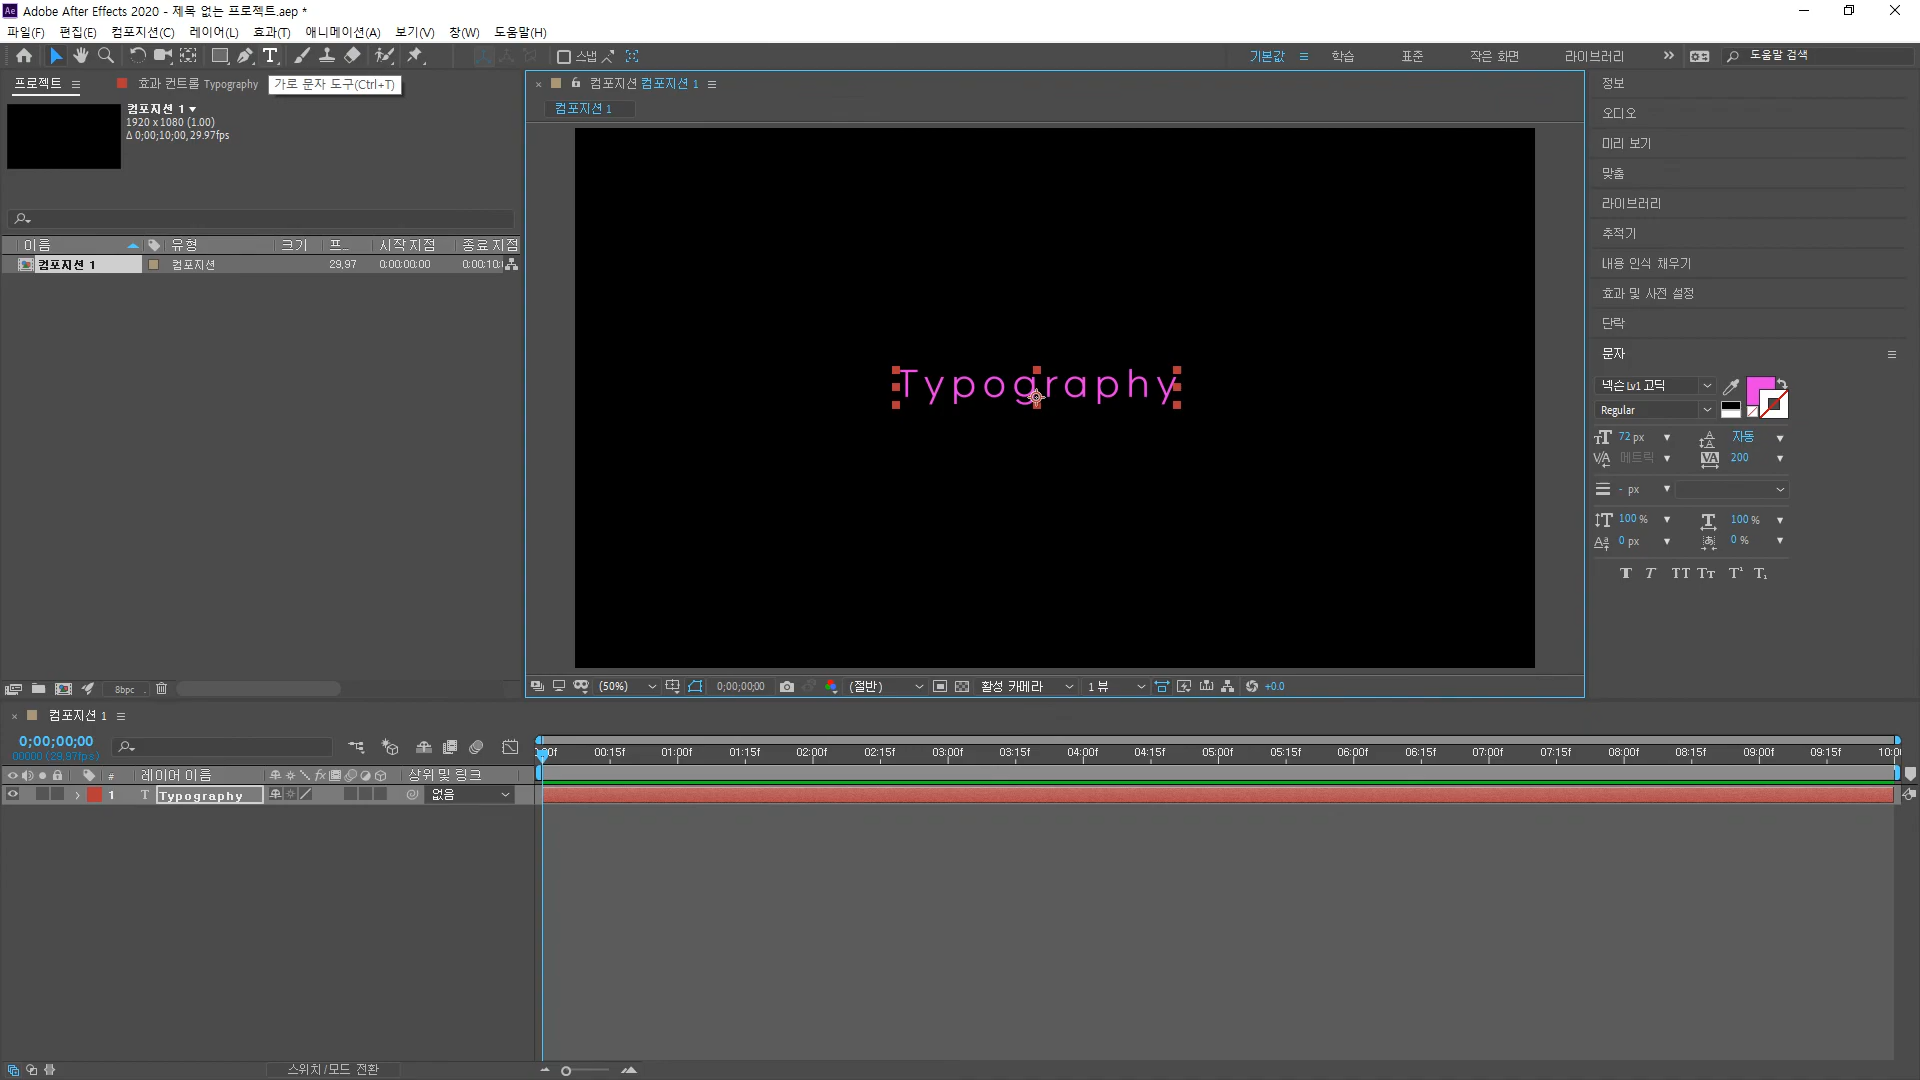 Ae Adobe After Effects 2020 - 제목 없는 프로젝트.aep *
파일(F) 편집(E) 컴포지션(C) 레이어(L) 효과(T) 애니메이션(A) 보기(V) 창(W) 도움말(H)
스냅 기본값 학습 표준 작은 화면 라이브러리 도움말 검색
프로젝트 효과 컨트롤 Typography 가로 문자 도구(Ctrl+T)
컴포지션 1
1920 x 1080 (1.00)
Δ 0;00;10;00, 29.97fps
이름 유형 크기 프... 시작 지점 종료 지점
컴포지션 1 컴포지션 29.97 0:00:00:00
8bpc
컴포지션 컴포지션 1
컴포지션 1
Typography
(50%) 0;00;00;00 (절반) 활성 카메라 1 뷰 +0.0
정보
오디오
미리 보기
맞춤
라이브러리
추적기
내용 인식 채우기
효과 및 사전 설정
단락
문자
넥슨 Lv1 고딕
Regular
72 px 자동
메트릭 200
- px
100 % 100 %
0 px 0 %
T T TT Tт T¹ T₁
컴포지션 1
0;00;00;00
00000 (29.97fps)
# 레이어 이름 fx 상위 및 링크
1 T Typography 없음
00:15f 01:00f 01:15f 02:00f 02:15f 03:00f 03:15f 04:00f 04:15f 05:00f 05:15f 06:00f 06:15f 07:00f 07:15f 08:00f 08:15f 09:00f 09:15f
스위치/모드 전환